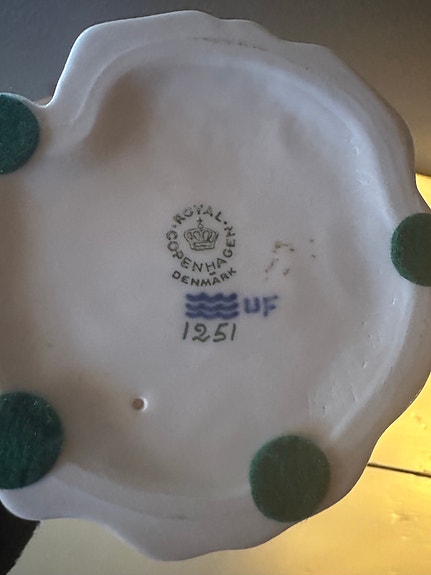 ROYAL
COPENHAGEN
DENMARK
UF
1251